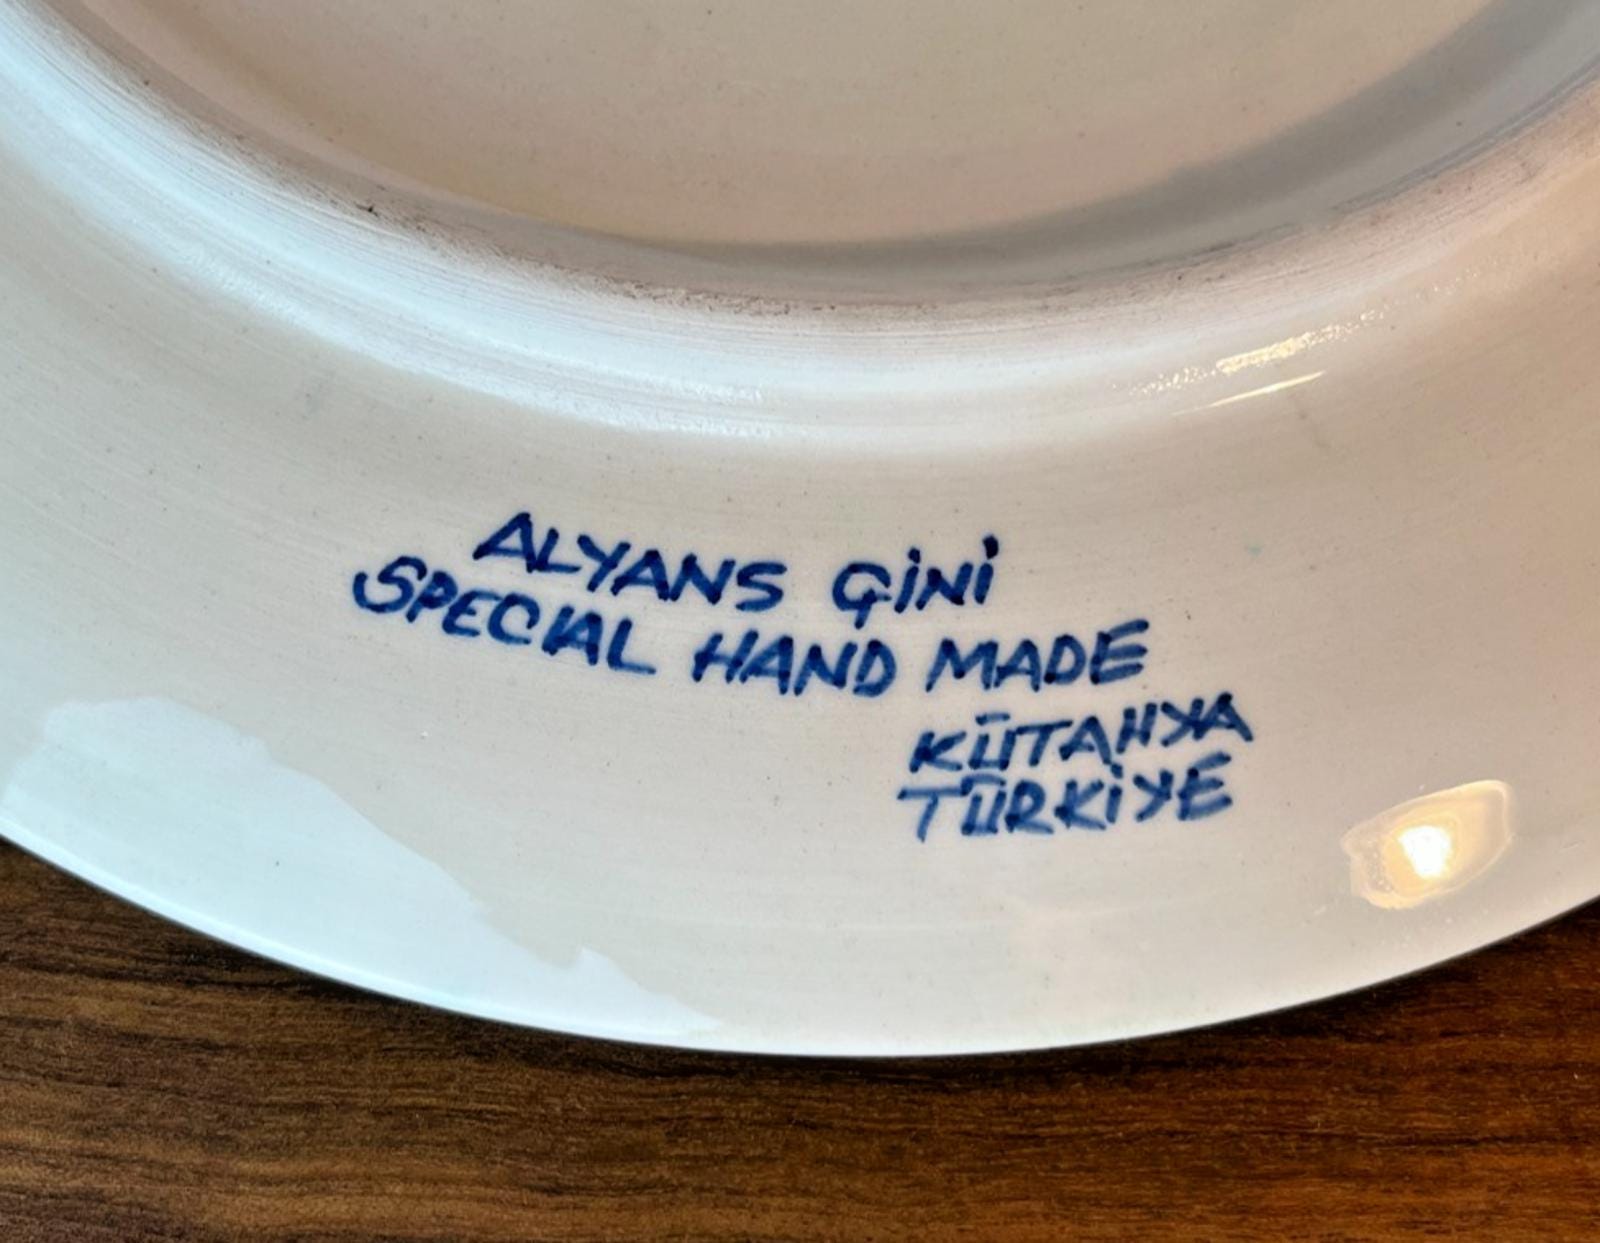 ALYANS ÇİNİ
SPECIAL HAND MADE
KÜTAHYA
TÜRKİYE